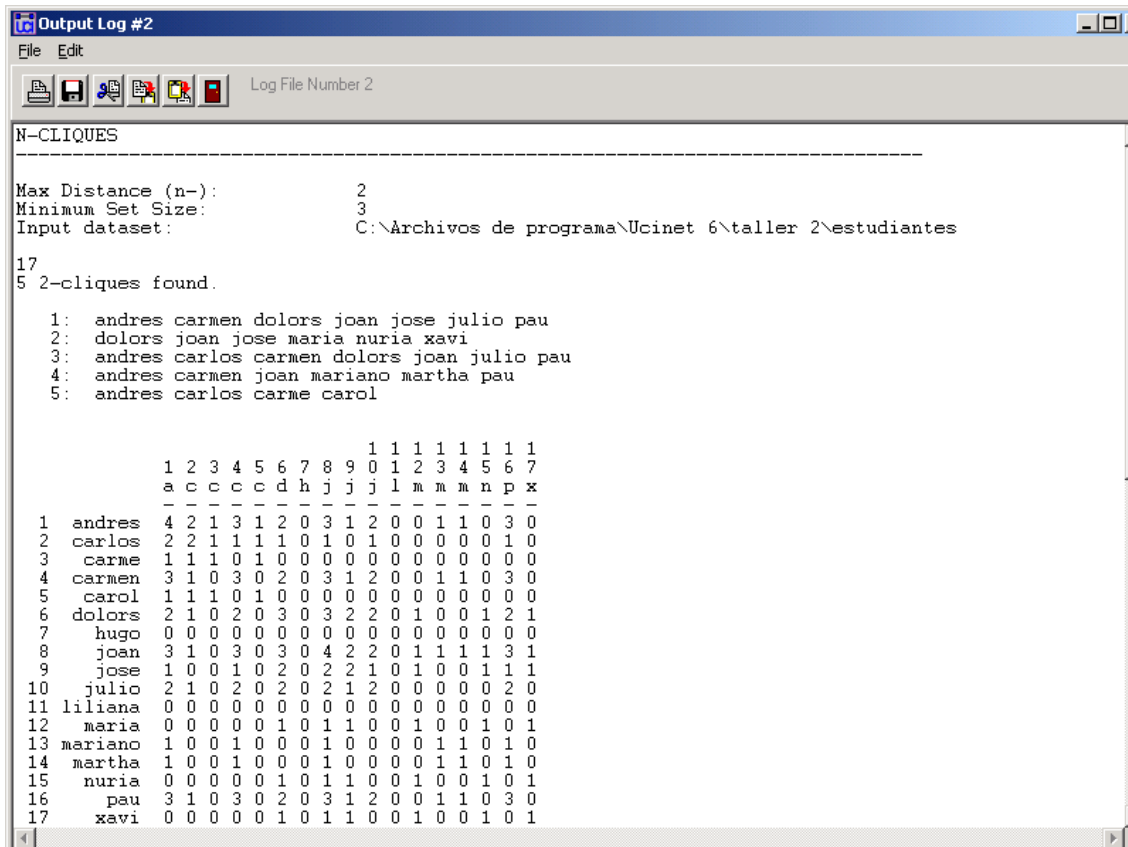 Output Log #2
File Edit
Log File Number 2
N-CLIQUES
--------------------------------------------------------------------------------
Max Distance (n-): 2
Minimum Set Size: 3
Input dataset: C:\Archivos de programa\Ucinet 6\taller 2\estudiantes
17
5 2-cliques found.
1: andres carmen dolors joan jose julio pau
2: dolors joan jose maria nuria xavi
3: andres carlos carmen dolors joan julio pau
4: andres carmen joan mariano martha pau
5: andres carlos carme carol
1 1 1 1 1 1 1 1
1 2 3 4 5 6 7 8 9 0 1 2 3 4 5 6 7
a c c c c d h j j j l m m m n p x
- - - - - - - - - - - - - - - - -
1 andres 4 2 1 3 1 2 0 3 1 2 0 0 1 1 0 3 0
2 carlos 2 2 1 1 1 1 0 1 0 1 0 0 0 0 0 1 0
3 carme 1 1 1 0 1 0 0 0 0 0 0 0 0 0 0 0 0
4 carmen 3 1 0 3 0 2 0 3 1 2 0 0 1 1 0 3 0
5 carol 1 1 1 0 1 0 0 0 0 0 0 0 0 0 0 0 0
6 dolors 2 1 0 2 0 3 0 3 2 2 0 1 0 0 1 2 1
7 hugo 0 0 0 0 0 0 0 0 0 0 0 0 0 0 0 0 0
8 joan 3 1 0 3 0 3 0 4 2 2 0 1 1 1 1 3 1
9 jose 1 0 0 1 0 2 0 2 2 1 0 1 0 0 1 1 1
10 julio 2 1 0 2 0 2 0 2 1 2 0 0 0 0 0 2 0
11 liliana 0 0 0 0 0 0 0 0 0 0 0 0 0 0 0 0 0
12 maria 0 0 0 0 0 1 0 1 1 0 0 1 0 0 1 0 1
13 mariano 1 0 0 1 0 0 0 1 0 0 0 0 1 1 0 1 0
14 martha 1 0 0 1 0 0 0 1 0 0 0 0 1 1 0 1 0
15 nuria 0 0 0 0 0 1 0 1 1 0 0 1 0 0 1 0 1
16 pau 3 1 0 3 0 2 0 3 1 2 0 0 1 1 0 3 0
17 xavi 0 0 0 0 0 1 0 1 1 0 0 1 0 0 1 0 1